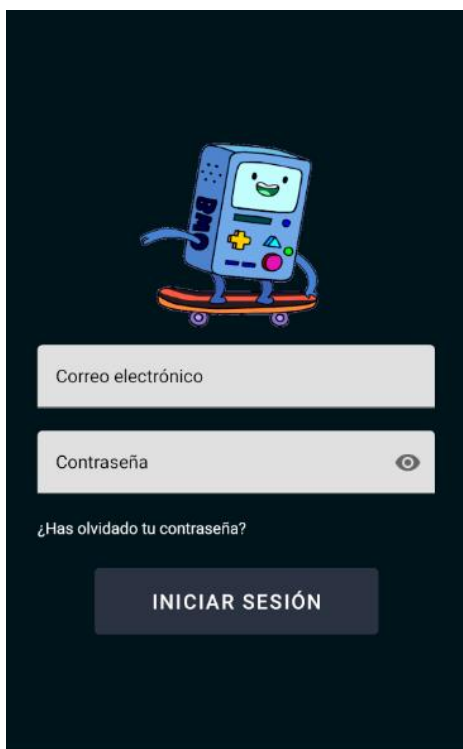 BMO
Correo electrónico
Contraseña
¿Has olvidado tu contraseña?
INICIAR SESIÓN